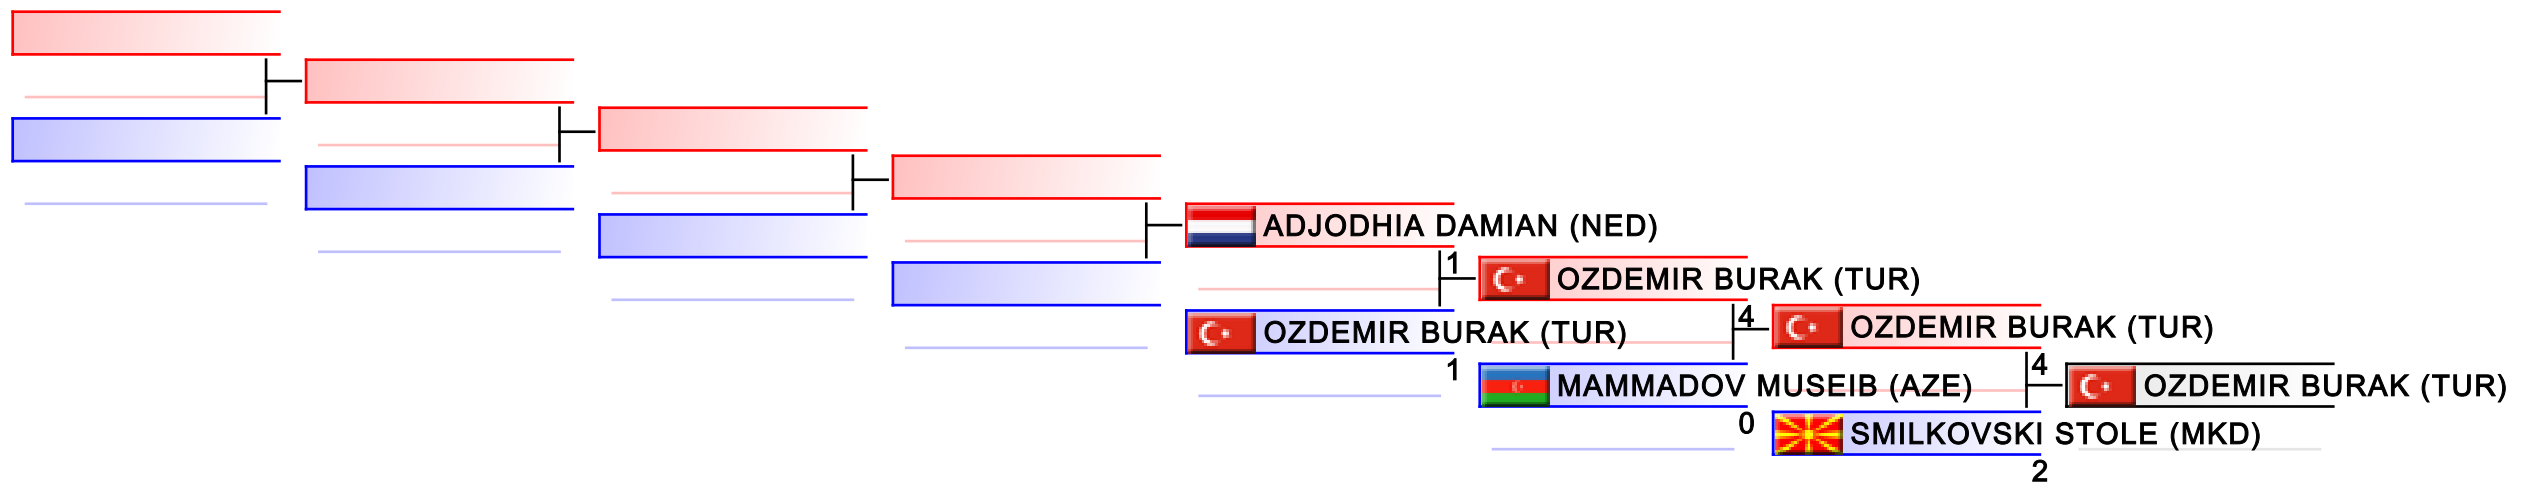 ADJODHIA DAMIAN (NED)
1
OZDEMIR BURAK (TUR)
1
OZDEMIR BURAK (TUR)
4
MAMMADOV MUSEIB (AZE)
0
OZDEMIR BURAK (TUR)
4
SMILKOVSKI STOLE (MKD)
2
OZDEMIR BURAK (TUR)